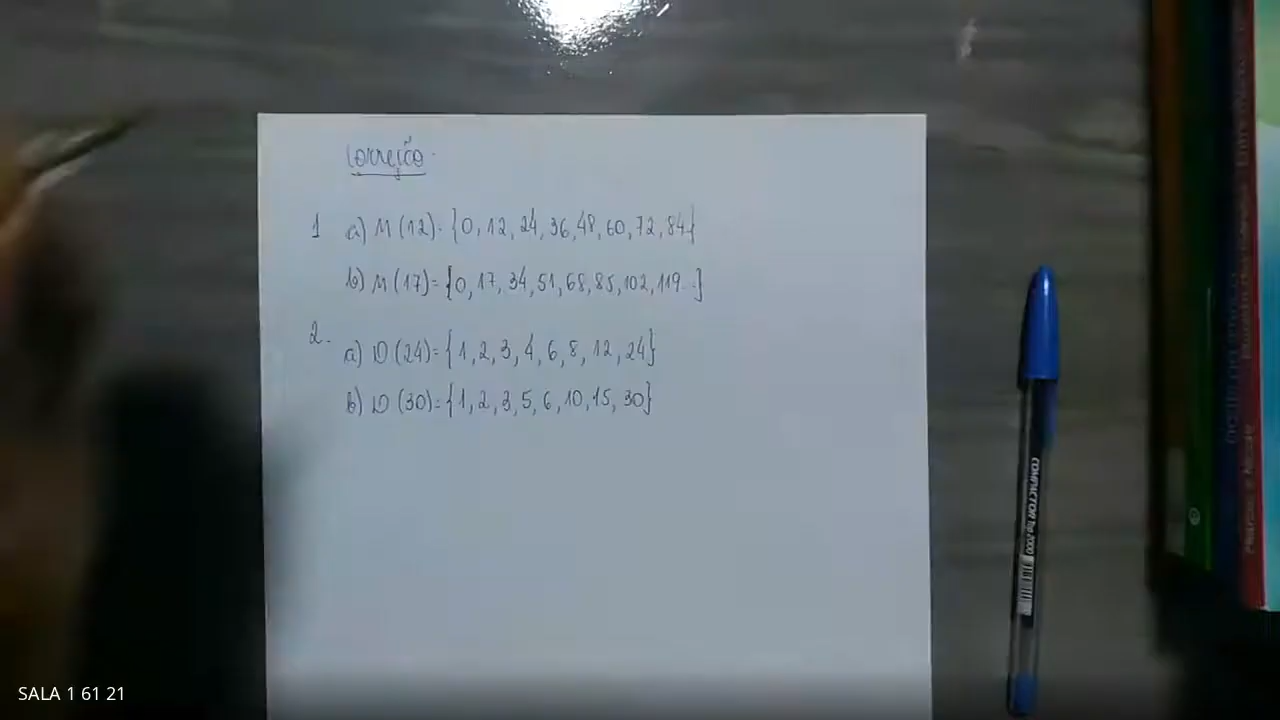 Correção.
1 a) M(12)= {0, 12, 24, 36, 48, 60, 72, 84}
b) M(17)= {0, 17, 34, 51, 68, 85, 102, 119...}
2.
a) D(24)= {1, 2, 3, 4, 6, 8, 12, 24}
b) D(30)= {1, 2, 3, 5, 6, 10, 15, 30}
COMPACTOR
SALA 1 61 21